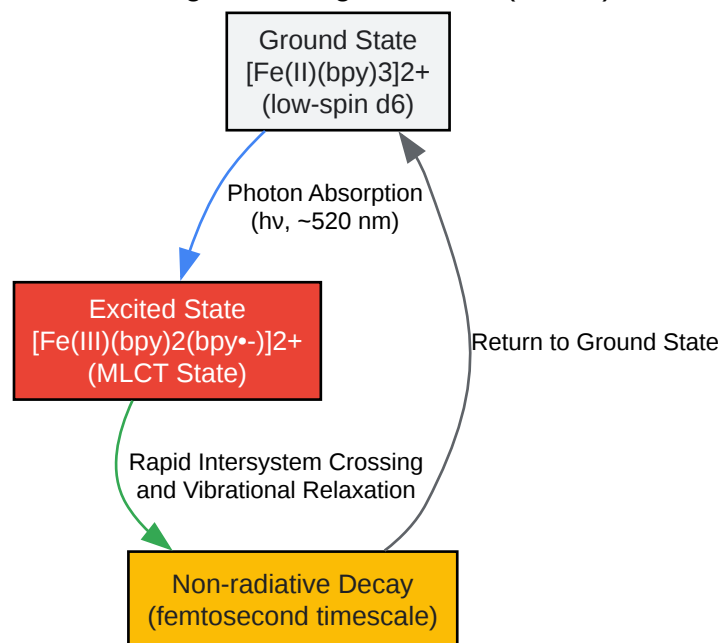 Ground State
[Fe(II)(bpy)3]2+
(low-spin d6)
Photon Absorption
(hν, ~520 nm)
Excited State
[Fe(III)(bpy)2(bpy•-)]2+
(MLCT State)
Return to Ground State
Rapid Intersystem Crossing
and Vibrational Relaxation
Non-radiative Decay
(femtosecond timescale)